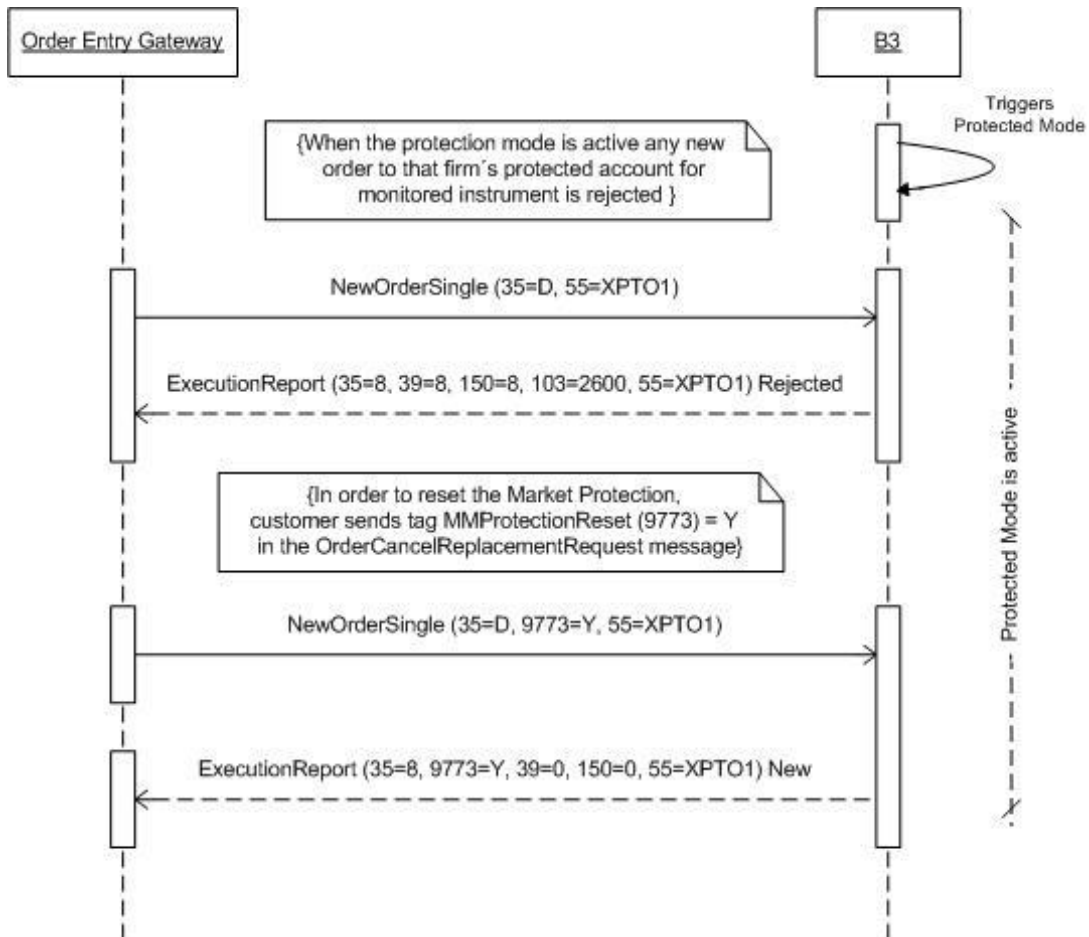 Order Entry Gateway
B3
Triggers
Protected Mode
{When the protection mode is active any new
order to that firm´s protected account for
monitored instrument is rejected }
NewOrderSingle (35=D, 55=XPTO1)
ExecutionReport (35=8, 39=8, 150=8, 103=2600, 55=XPTO1) Rejected
Protected Mode is active
{In order to reset the Market Protection,
customer sends tag MMProtectionReset (9773) = Y
in the OrderCancelReplacementRequest message}
NewOrderSingle (35=D, 9773=Y, 55=XPTO1)
ExecutionReport (35=8, 9773=Y, 39=0, 150=0, 55=XPTO1) New